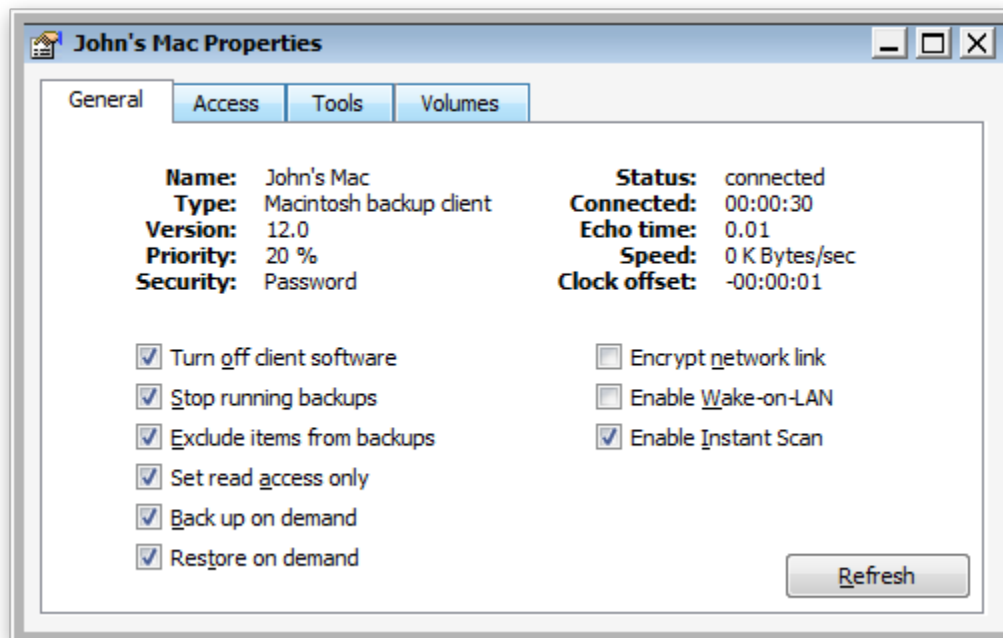 John's Mac Properties
General Access Tools Volumes
Name: John's Mac Status: connected
Type: Macintosh backup client Connected: 00:00:30
Version: 12.0 Echo time: 0.01
Priority: 20 % Speed: 0 K Bytes/sec
Security: Password Clock offset: -00:00:01
Turn off client software Encrypt network link
Stop running backups Enable Wake-on-LAN
Exclude items from backups Enable Instant Scan
Set read access only
Back up on demand
Restore on demand
Refresh